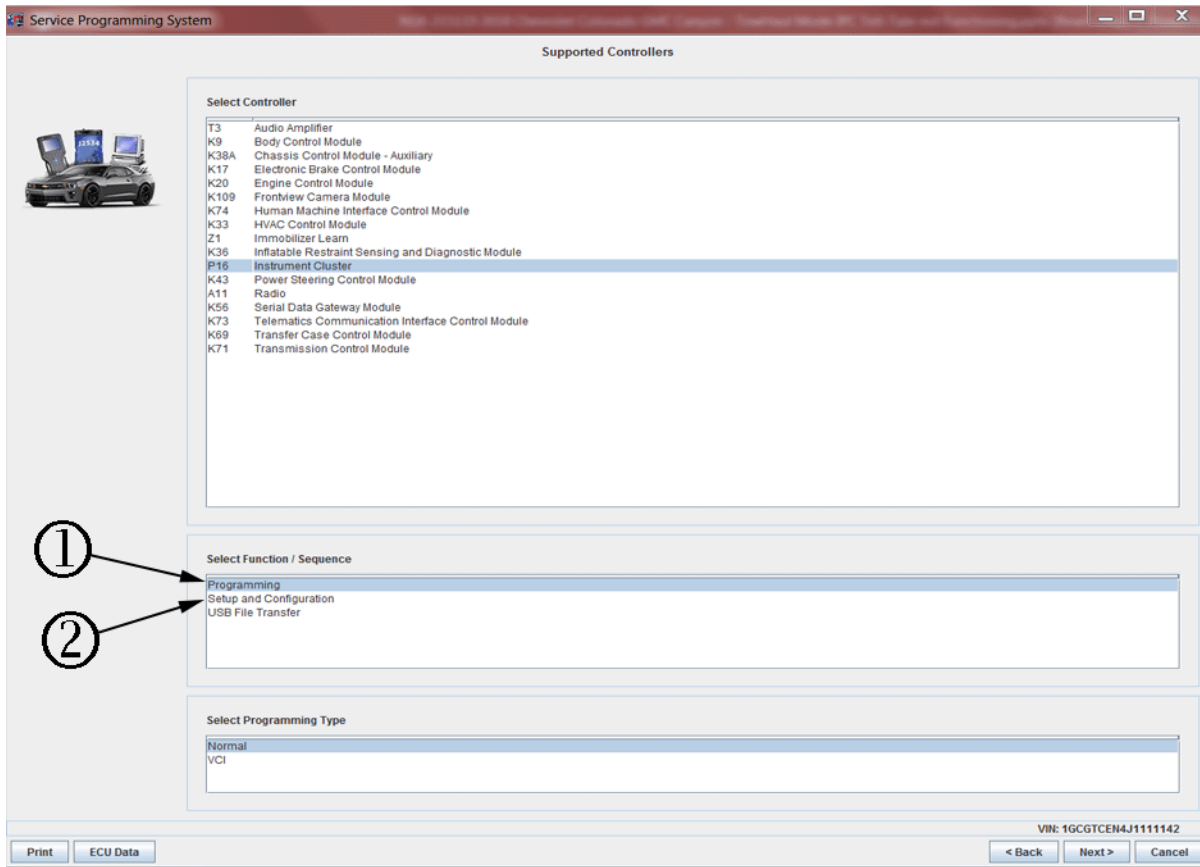 Service Programming System
Supported Controllers
Select Controller
J2534
T3 Audio Amplifier
K9 Body Control Module
K38A Chassis Control Module - Auxiliary
K17 Electronic Brake Control Module
K20 Engine Control Module
K109 Frontview Camera Module
K74 Human Machine Interface Control Module
K33 HVAC Control Module
Z1 Immobilizer Learn
K36 Inflatable Restraint Sensing and Diagnostic Module
P16 Instrument Cluster
K43 Power Steering Control Module
A11 Radio
K56 Serial Data Gateway Module
K73 Telematics Communication Interface Control Module
K69 Transfer Case Control Module
K71 Transmission Control Module
1
Select Function / Sequence
Programming
Setup and Configuration
USB File Transfer
2
Select Programming Type
Normal
VCI
VIN: 1GCGTCEN4J1111142
Print ECU Data < Back Next > Cancel